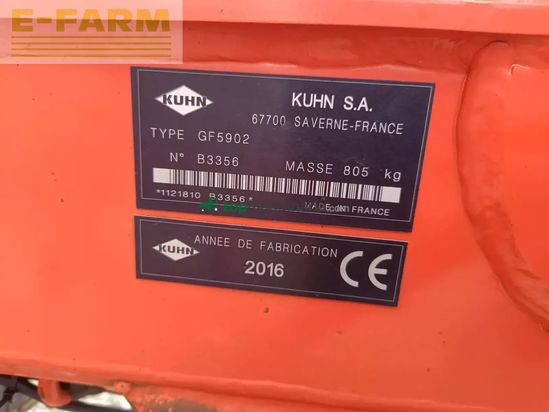 E-FARM
KUHN
KUHN S.A.
67700 SAVERNE-FRANCE
TYPE GF5902
N° B3356 MASSE 805 kg
*1121810 B3356*
MADE IN FRANCE
KUHN
ANNEE DE FABRICATION
2016
CE